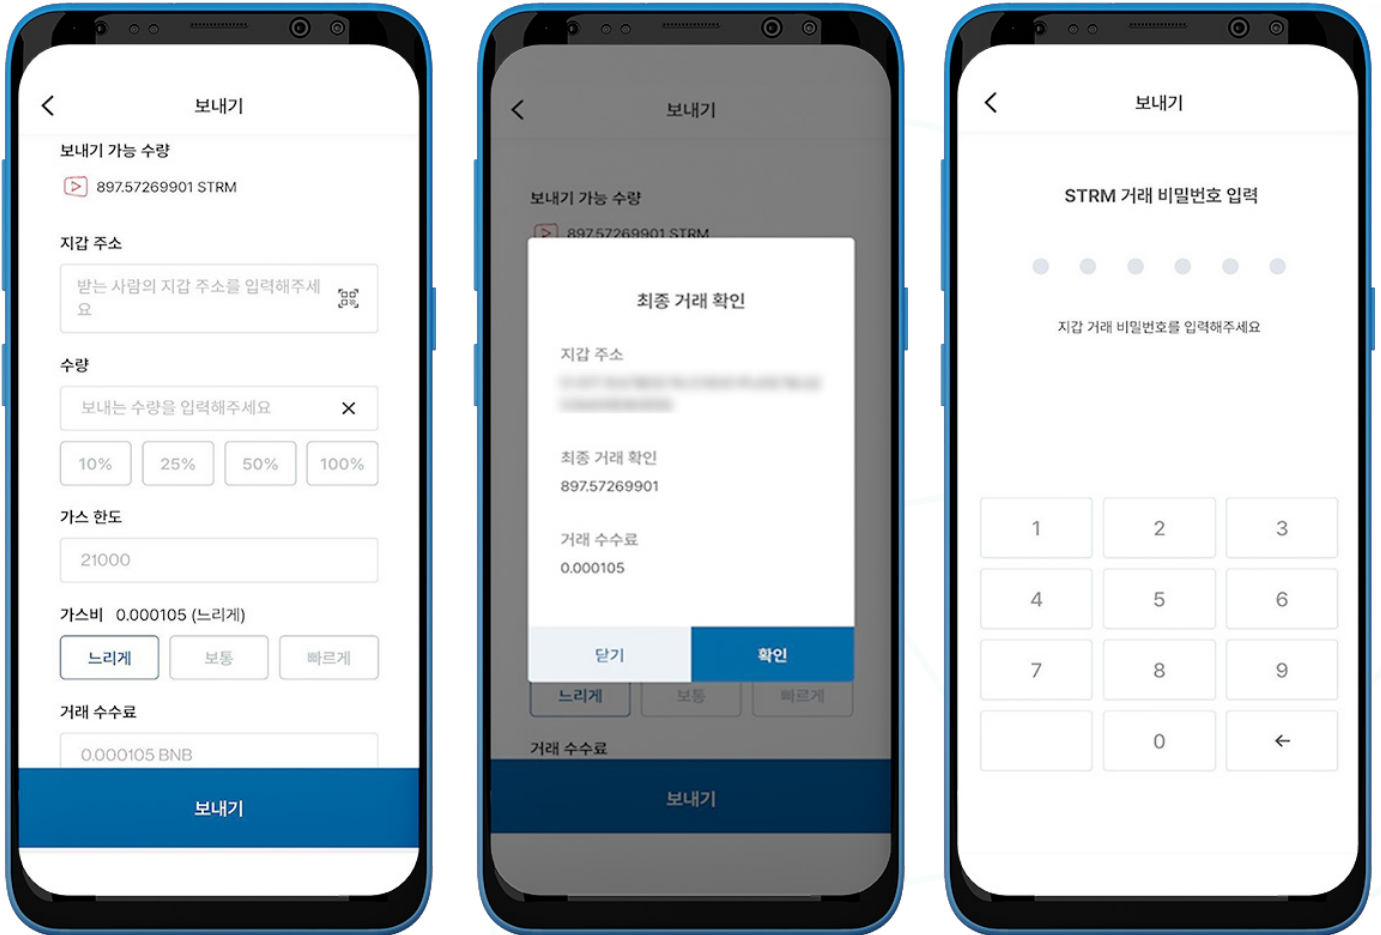 보내기
보내기 가능 수량
897.57269901 STRM
지갑 주소
받는 사람의 지갑 주소를 입력해주세
요
수량
보내는 수량을 입력해주세요
10% 25% 50% 100%
가스 한도
21000
가스비 0.000105 (느리게)
느리게 보통 빠르게
거래 수수료
0.000105 BNB
보내기
보내기
보내기 가능 수량
897.57269901 STRM
최종 거래 확인
지갑 주소
최종 거래 확인
897.57269901
거래 수수료
0.000105
닫기 확인
느리게 보통 빠르게
거래 수수료
보내기
보내기
STRM 거래 비밀번호 입력
지갑 거래 비밀번호를 입력해주세요
1 2 3
4 5 6
7 8 9
0